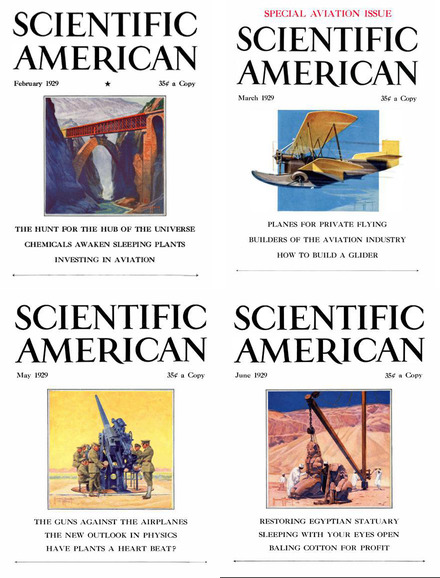 SCIENTIFIC
AMERICAN
February 1929 ★ 35¢ a Copy
THE HUNT FOR THE HUB OF THE UNIVERSE
CHEMICALS AWAKEN SLEEPING PLANTS
INVESTING IN AVIATION
SPECIAL AVIATION ISSUE
SCIENTIFIC
AMERICAN
March 1929 35¢ a Copy
PLANES FOR PRIVATE FLYING
BUILDERS OF THE AVIATION INDUSTRY
HOW TO BUILD A GLIDER
SCIENTIFIC
AMERICAN
May 1929 35¢ a Copy
THE GUNS AGAINST THE AIRPLANES
THE NEW OUTLOOK IN PHYSICS
HAVE PLANTS A HEART BEAT?
SCIENTIFIC
AMERICAN
June 1929 35¢ a Copy
RESTORING EGYPTIAN STATUARY
SLEEPING WITH YOUR EYES OPEN
BALING COTTON FOR PROFIT